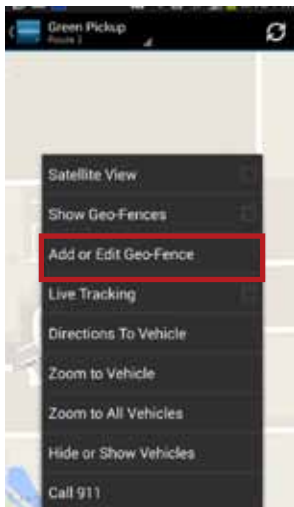 Green Pickup
Route 2
Satellite View
Show Geo-Fences
Add or Edit Geo-Fence
Live Tracking
Directions To Vehicle
Zoom to Vehicle
Zoom to All Vehicles
Hide or Show Vehicles
Call 911